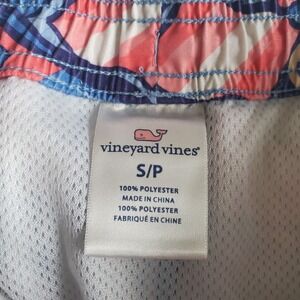 vineyard vines®
S/P
100% POLYESTER
MADE IN CHINA
100% POLYESTER
FABRIQUÉ EN CHINE